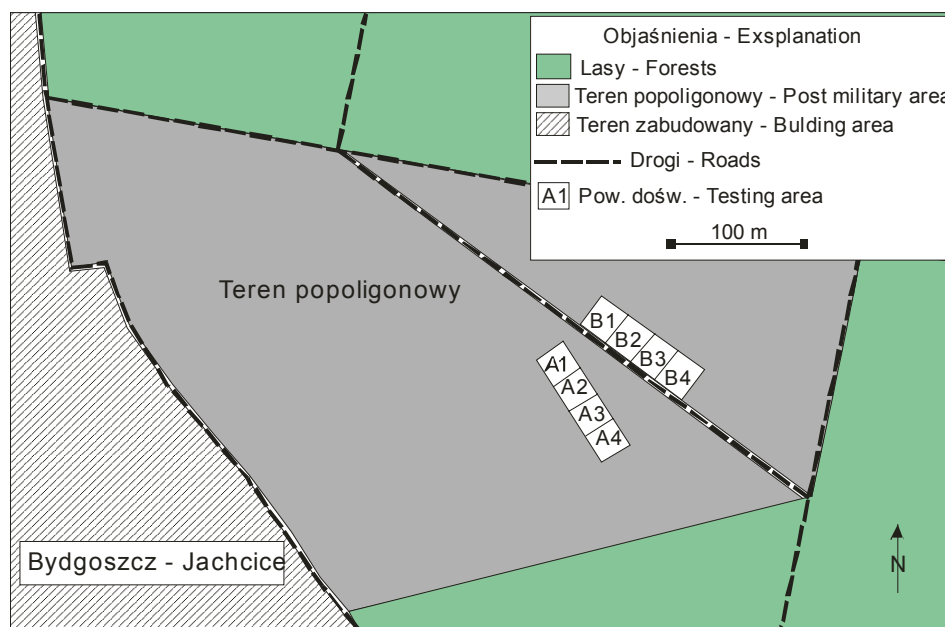 Objaśnienia - Exsplanation
Lasy - Forests
Teren popoligonowy - Post military area
Teren zabudowany - Bulding area
Drogi - Roads
A1 Pow. dośw. - Testing area
100 m
Teren popoligonowy
B1
B2
B3
B4
A1
A2
A3
A4
Bydgoszcz - Jachcice
N